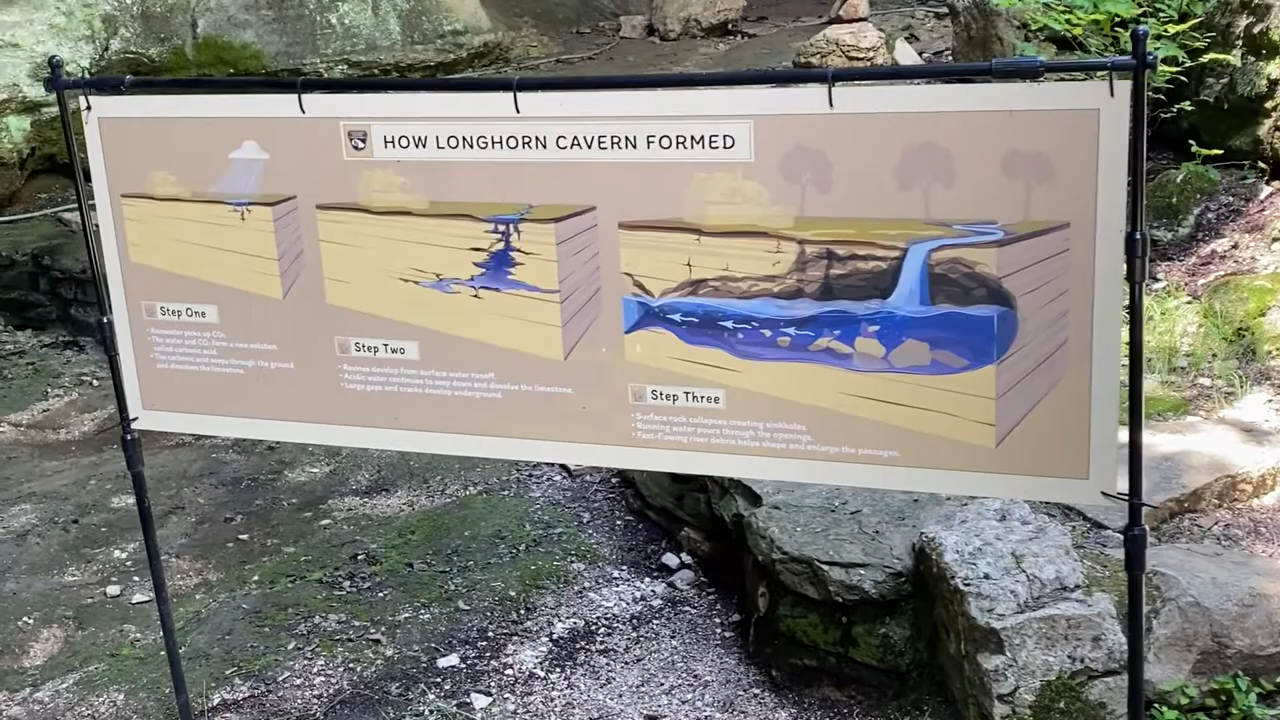 HOW LONGHORN CAVERN FORMED
Step One
• Rainwater picks up CO₂.
• The water and CO₂ form a new solution
called carbonic acid.
• The carbonic acid seeps through the ground
and dissolves the limestone.
Step Two
• Ravines develop from surface water runoff.
• Acidic water continues to seep down and dissolve the limestone.
• Large gaps and cracks develop underground.
Step Three
• Surface rock collapses creating sinkholes.
• Running water pours through the openings.
• Fast-flowing river debris helps shape and enlarge the passages.